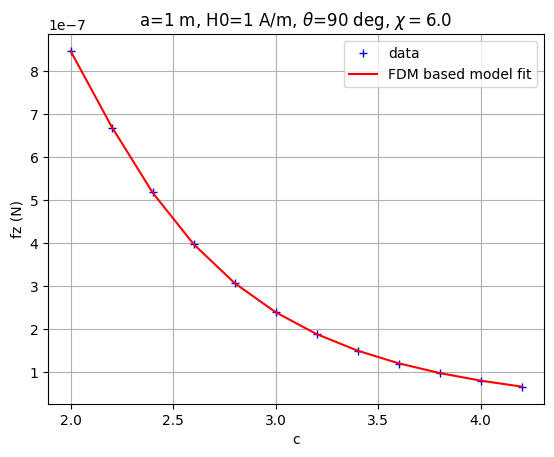 a=1 m, H0=1 A/m, θ=90 deg, χ = 6.0
1e−7
data
FDM based model fit
8
7
6
5
4
3
2
1
fz (N)
2.0 2.5 3.0 3.5 4.0
c